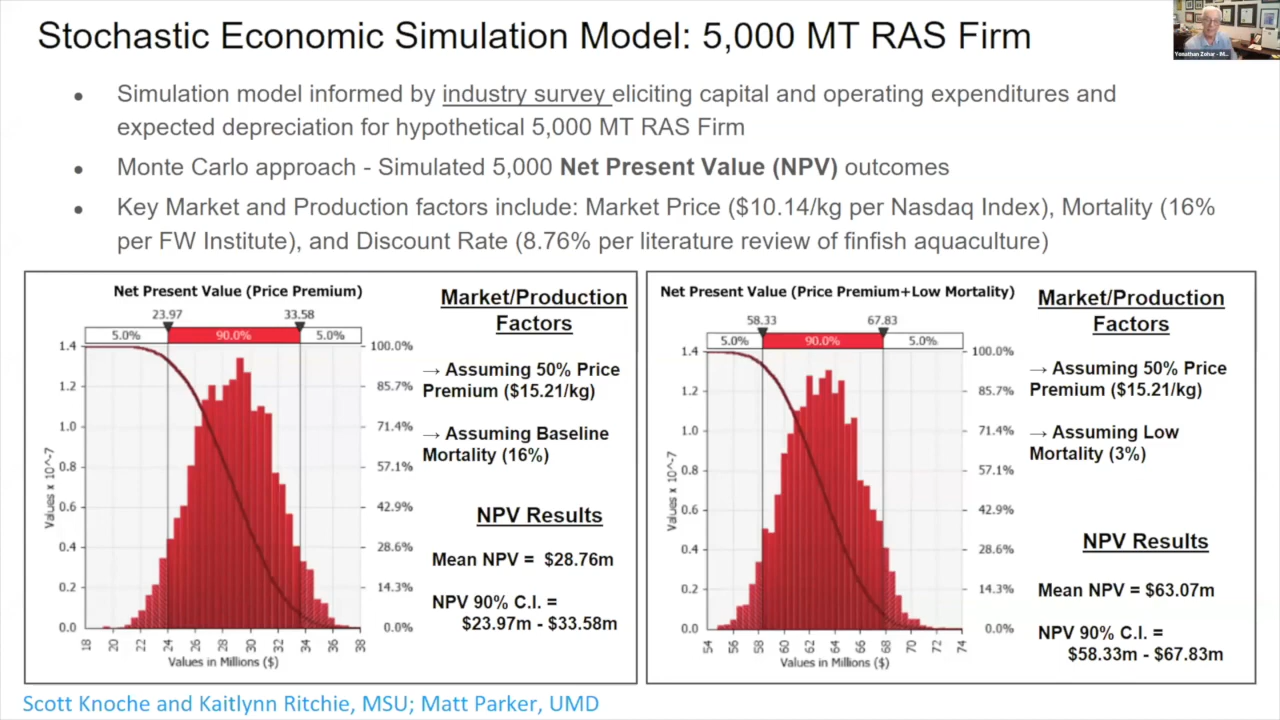 Stochastic Economic Simulation Model: 5,000 MT RAS Firm
Yonathan Zohar - M...
• Simulation model informed by industry survey eliciting capital and operating expenditures and
expected depreciation for hypothetical 5,000 MT RAS Firm
• Monte Carlo approach - Simulated 5,000 Net Present Value (NPV) outcomes
• Key Market and Production factors include: Market Price ($10.14/kg per Nasdaq Index), Mortality (16%
per FW Institute), and Discount Rate (8.76% per literature review of finfish aquaculture)
Net Present Value (Price Premium)
23.97 33.58
5.0% 90.0% 5.0%
1.4
1.2
1.0
0.8
0.6
0.4
0.2
0.0
Values x 10^-7
100.0%
85.7%
71.4%
57.1%
42.9%
28.6%
14.3%
0.0%
18 20 22 24 26 28 30 32 34 36 38
Values in Millions ($)
Market/Production
Factors
→ Assuming 50% Price
Premium ($15.21/kg)
→ Assuming Baseline
Mortality (16%)
NPV Results
Mean NPV = $28.76m
NPV 90% C.I. =
$23.97m - $33.58m
Net Present Value (Price Premium+Low Mortality)
58.33 67.83
5.0% 90.0% 5.0%
1.4
1.2
1.0
0.8
0.6
0.4
0.2
0.0
Values x 10^-7
100.0%
85.7%
71.4%
57.1%
42.9%
28.6%
14.3%
0.0%
54 56 58 60 62 64 66 68 70 72 74
Values in Millions ($)
Market/Production
Factors
→ Assuming 50% Price
Premium ($15.21/kg)
→ Assuming Low
Mortality (3%)
NPV Results
Mean NPV = $63.07m
NPV 90% C.I. =
$58.33m - $67.83m
Scott Knoche and Kaitlynn Ritchie, MSU; Matt Parker, UMD